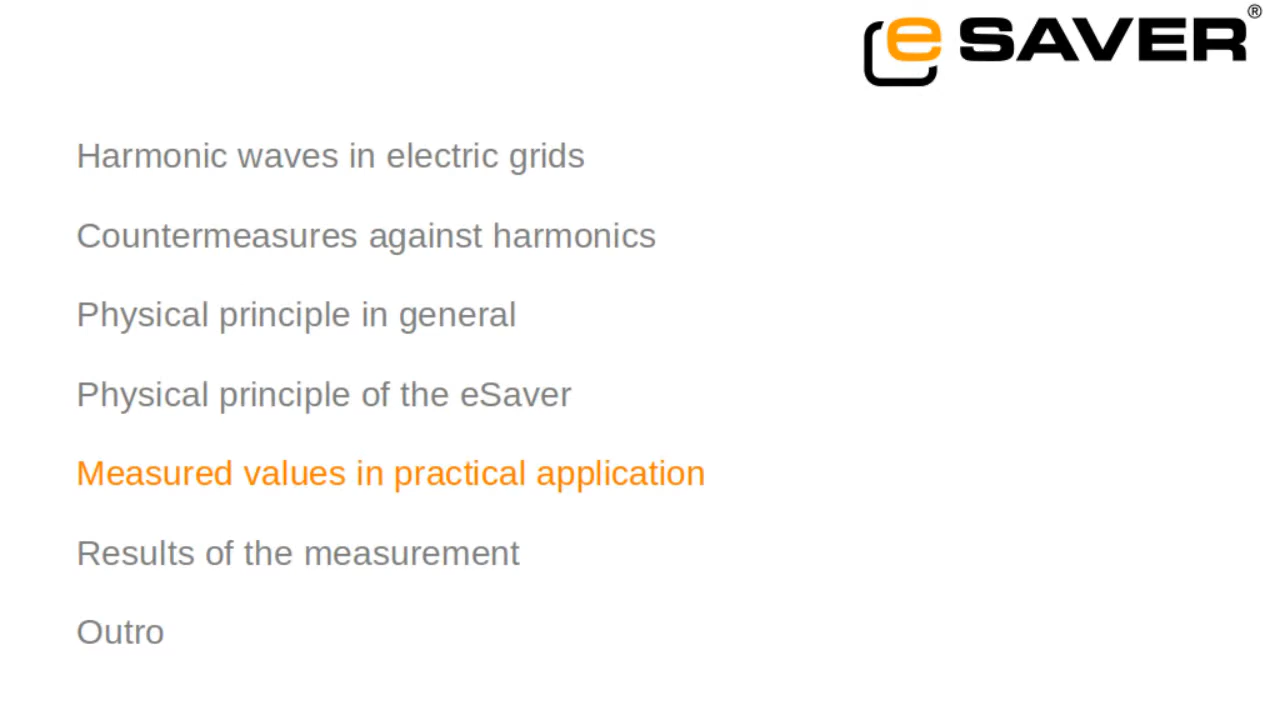 e SAVER®
Harmonic waves in electric grids
Countermeasures against harmonics
Physical principle in general
Physical principle of the eSaver
Measured values in practical application
Results of the measurement
Outro